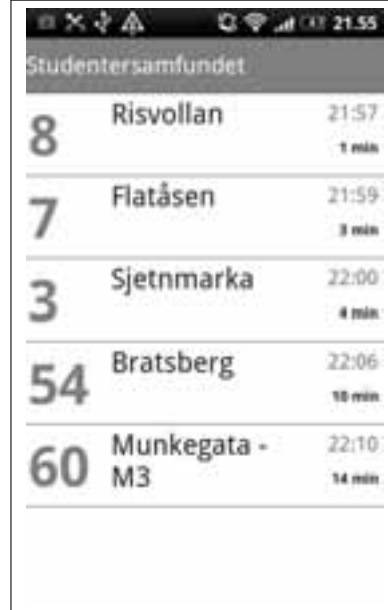 21.55
Studentersamfundet
8 Risvollan 21:57
1 min
7 Flatåsen 21:59
3 min
3 Sjetnmarka 22:00
4 min
54 Bratsberg 22:06
10 min
60 Munkegata - 22:10
M3 14 min